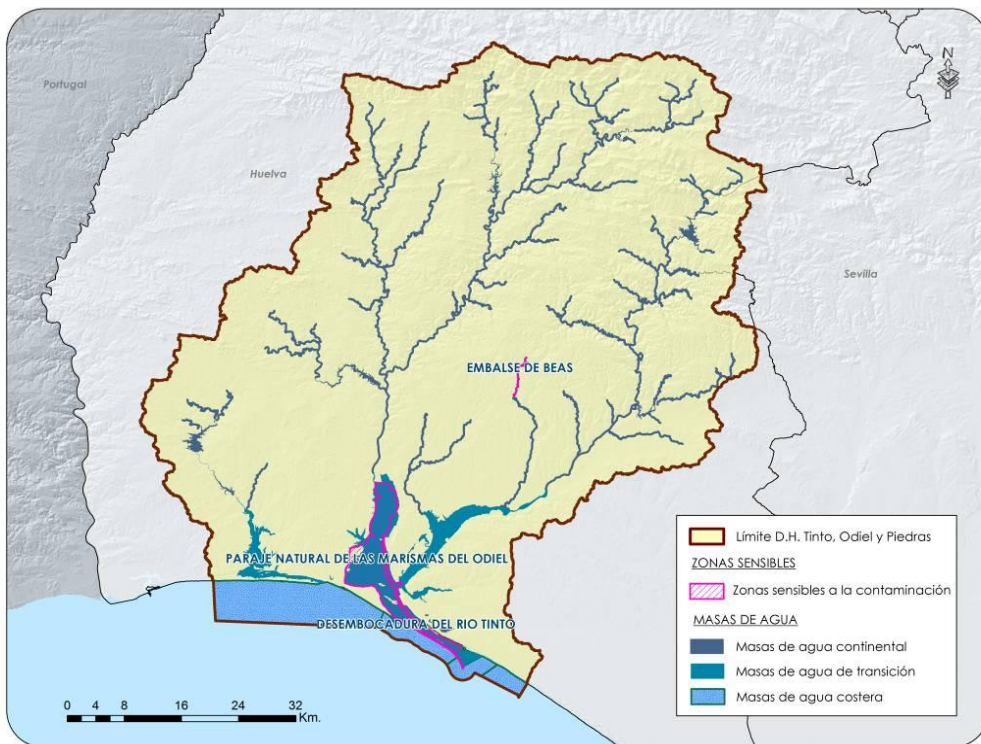 Portugal
N
Huelva
Sevilla
EMBALSE DE BEAS
PARAJE NATURAL DE LAS MARISMAS DEL ODIEL
DESEMBOCADURA DEL RIO TINTO
Límite D.H. Tinto, Odiel y Piedras
ZONAS SENSIBLES
Zonas sensibles a la contaminación
MASAS DE AGUA
Masas de agua continental
Masas de agua de transición
Masas de agua costera
0 2 4 8 16 24 32
Km.